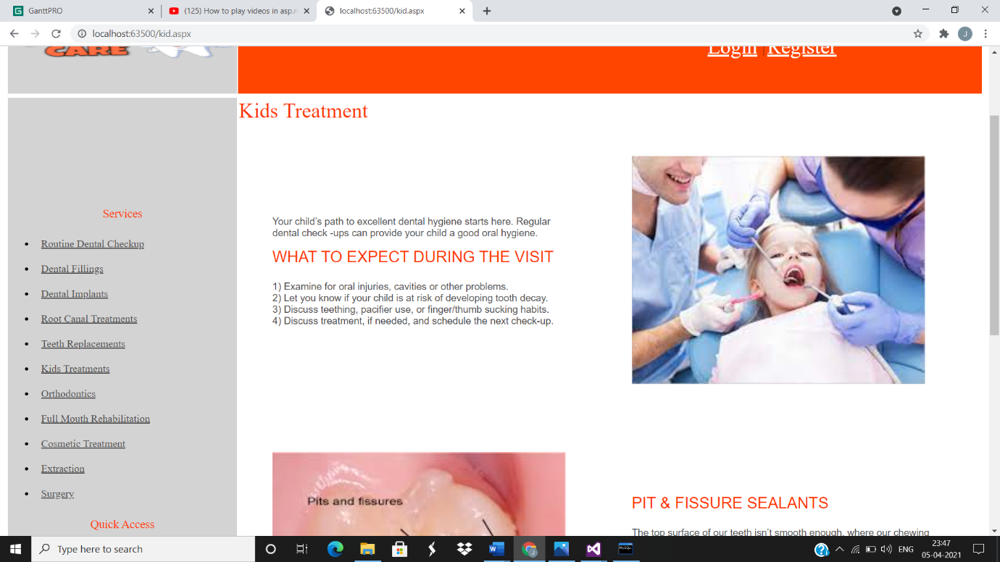 GanttPRO
(125) How to play videos in asp.n
localhost:63500/kid.aspx
localhost:63500/kid.aspx
J
CARE
Login | Register
Kids Treatment
Services
Routine Dental Checkup
Dental Fillings
Dental Implants
Root Canal Treatments
Teeth Replacements
Kids Treatments
Orthodontics
Full Mouth Rehabilitation
Cosmetic Treatment
Extraction
Surgery
Quick Access
Your child's path to excellent dental hygiene starts here. Regular
dental check -ups can provide your child a good oral hygiene.
WHAT TO EXPECT DURING THE VISIT
1) Examine for oral injuries, cavities or other problems.
2) Let you know if your child is at risk of developing tooth decay.
3) Discuss teething, pacifier use, or finger/thumb sucking habits.
4) Discuss treatment, if needed, and schedule the next check-up.
Pits and fissures
PIT & FISSURE SEALANTS
The top surface of our teeth isn't smooth enough, where our chewing
Type here to search
ENG
23:47
05-04-2021